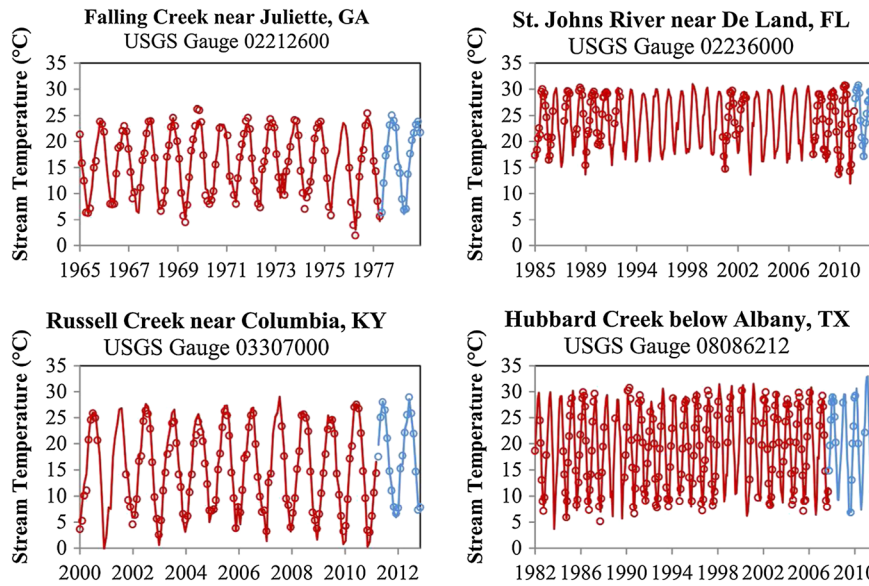 Falling Creek near Juliette, GA
USGS Gauge 02212600
Stream Temperature (°C)
35
30
25
20
15
10
5
0
1965 1967 1969 1971 1973 1975 1977
St. Johns River near De Land, FL
USGS Gauge 02236000
Stream Temperature (°C)
35
30
25
20
15
10
5
0
1985 1989 1994 1998 2002 2006 2010
Russell Creek near Columbia, KY
USGS Gauge 03307000
Stream Temperature (°C)
35
30
25
20
15
10
5
0
2000 2002 2004 2006 2008 2010 2012
Hubbard Creek below Albany, TX
USGS Gauge 08086212
Stream Temperature (°C)
35
30
25
20
15
10
5
0
1982 1986 1990 1994 1998 2002 2006